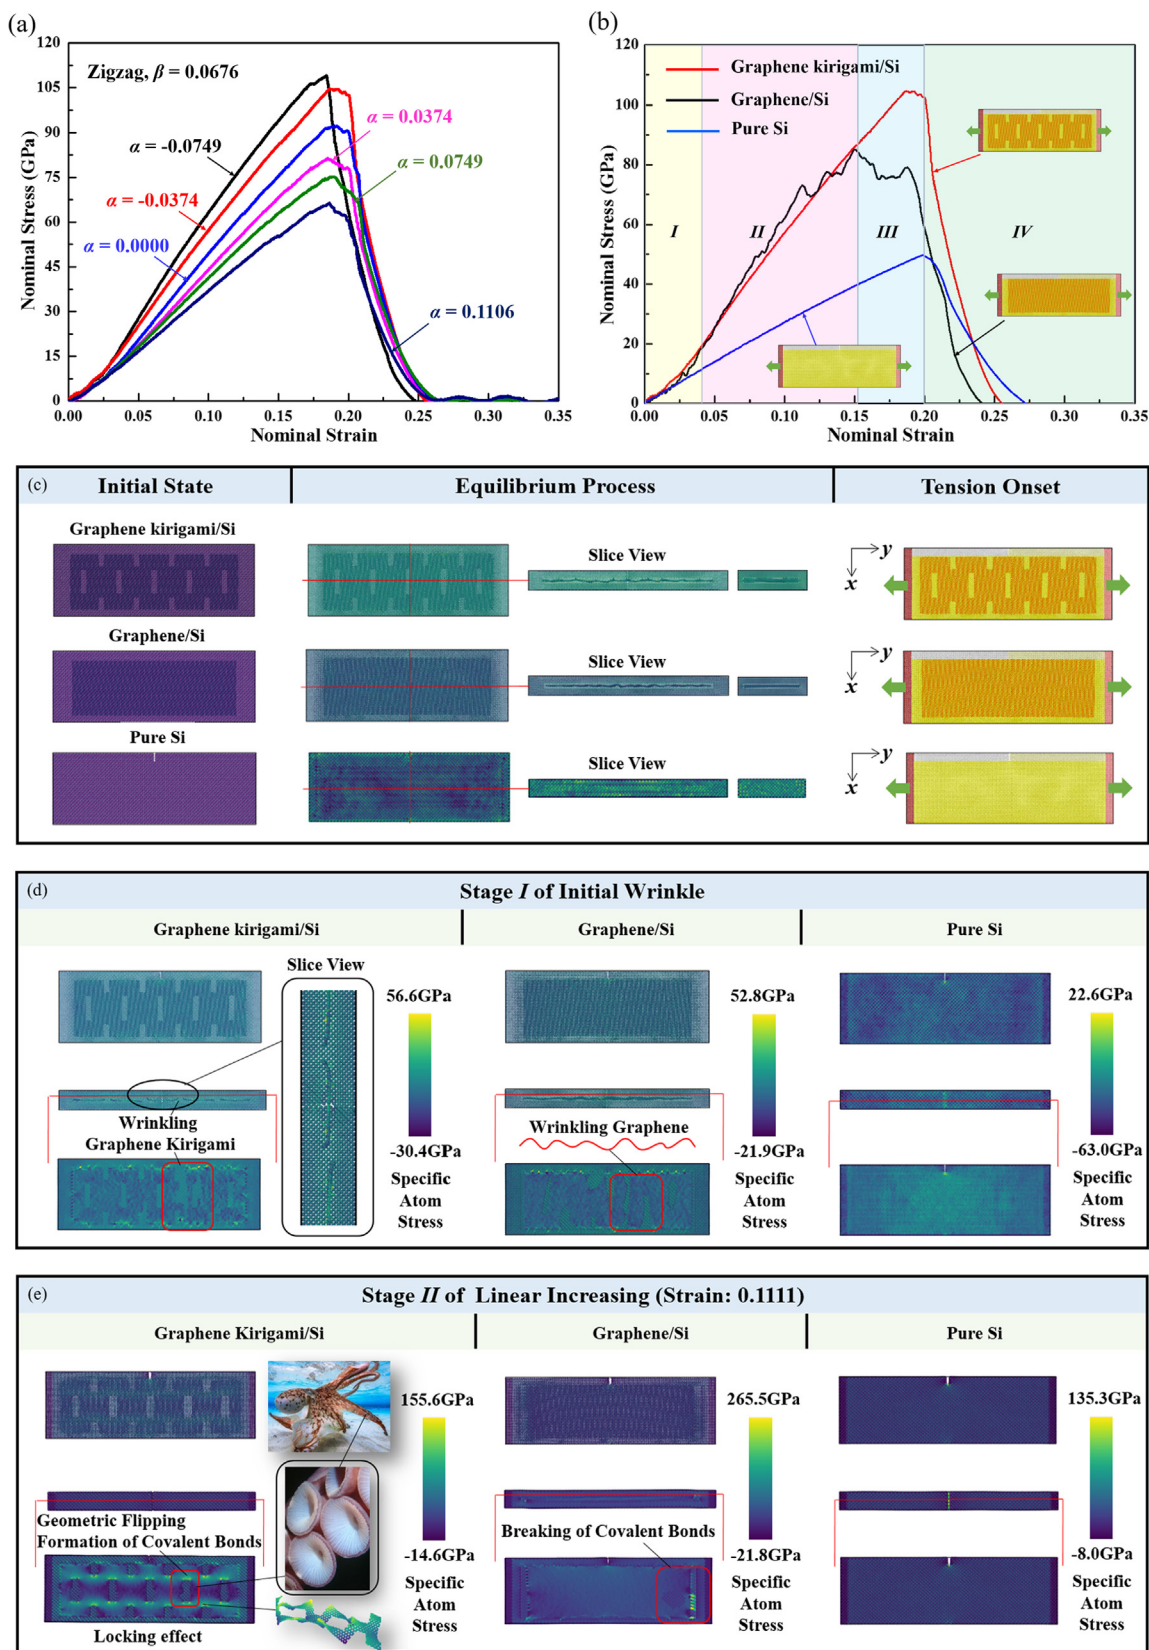 (a)
120
105
90
75
60
45
30
15
0
0.00 0.05 0.10 0.15 0.20 0.25 0.30 0.35
Nominal Stress (GPa)
Nominal Strain
Zigzag, β = 0.0676
α = -0.0749
α = -0.0374
α = 0.0000
α = 0.0374
α = 0.0749
α = 0.1106
(b)
120
100
80
60
40
20
0
0.00 0.05 0.10 0.15 0.20 0.25 0.30 0.35
Nominal Stress (GPa)
Nominal Strain
Graphene kirigami/Si
Graphene/Si
Pure Si
I II III IV
(c)
Initial State Equilibrium Process Tension Onset
Graphene kirigami/Si
Slice View
y
x
Graphene/Si
Slice View
y
x
Pure Si
Slice View
y
x
(d)
Stage I of Initial Wrinkle
Graphene kirigami/Si Graphene/Si Pure Si
Slice View
56.6GPa
-30.4GPa
Specific
Atom
Stress
Wrinkling
Graphene Kirigami
52.8GPa
-21.9GPa
Specific
Atom
Stress
Wrinkling Graphene
22.6GPa
-63.0GPa
Specific
Atom
Stress
(e)
Stage II of Linear Increasing (Strain: 0.1111)
Graphene Kirigami/Si Graphene/Si Pure Si
155.6GPa
-14.6GPa
Specific
Atom
Stress
Geometric Flipping
Formation of Covalent Bonds
Locking effect
265.5GPa
-21.8GPa
Specific
Atom
Stress
Breaking of Covalent Bonds
135.3GPa
-8.0GPa
Specific
Atom
Stress